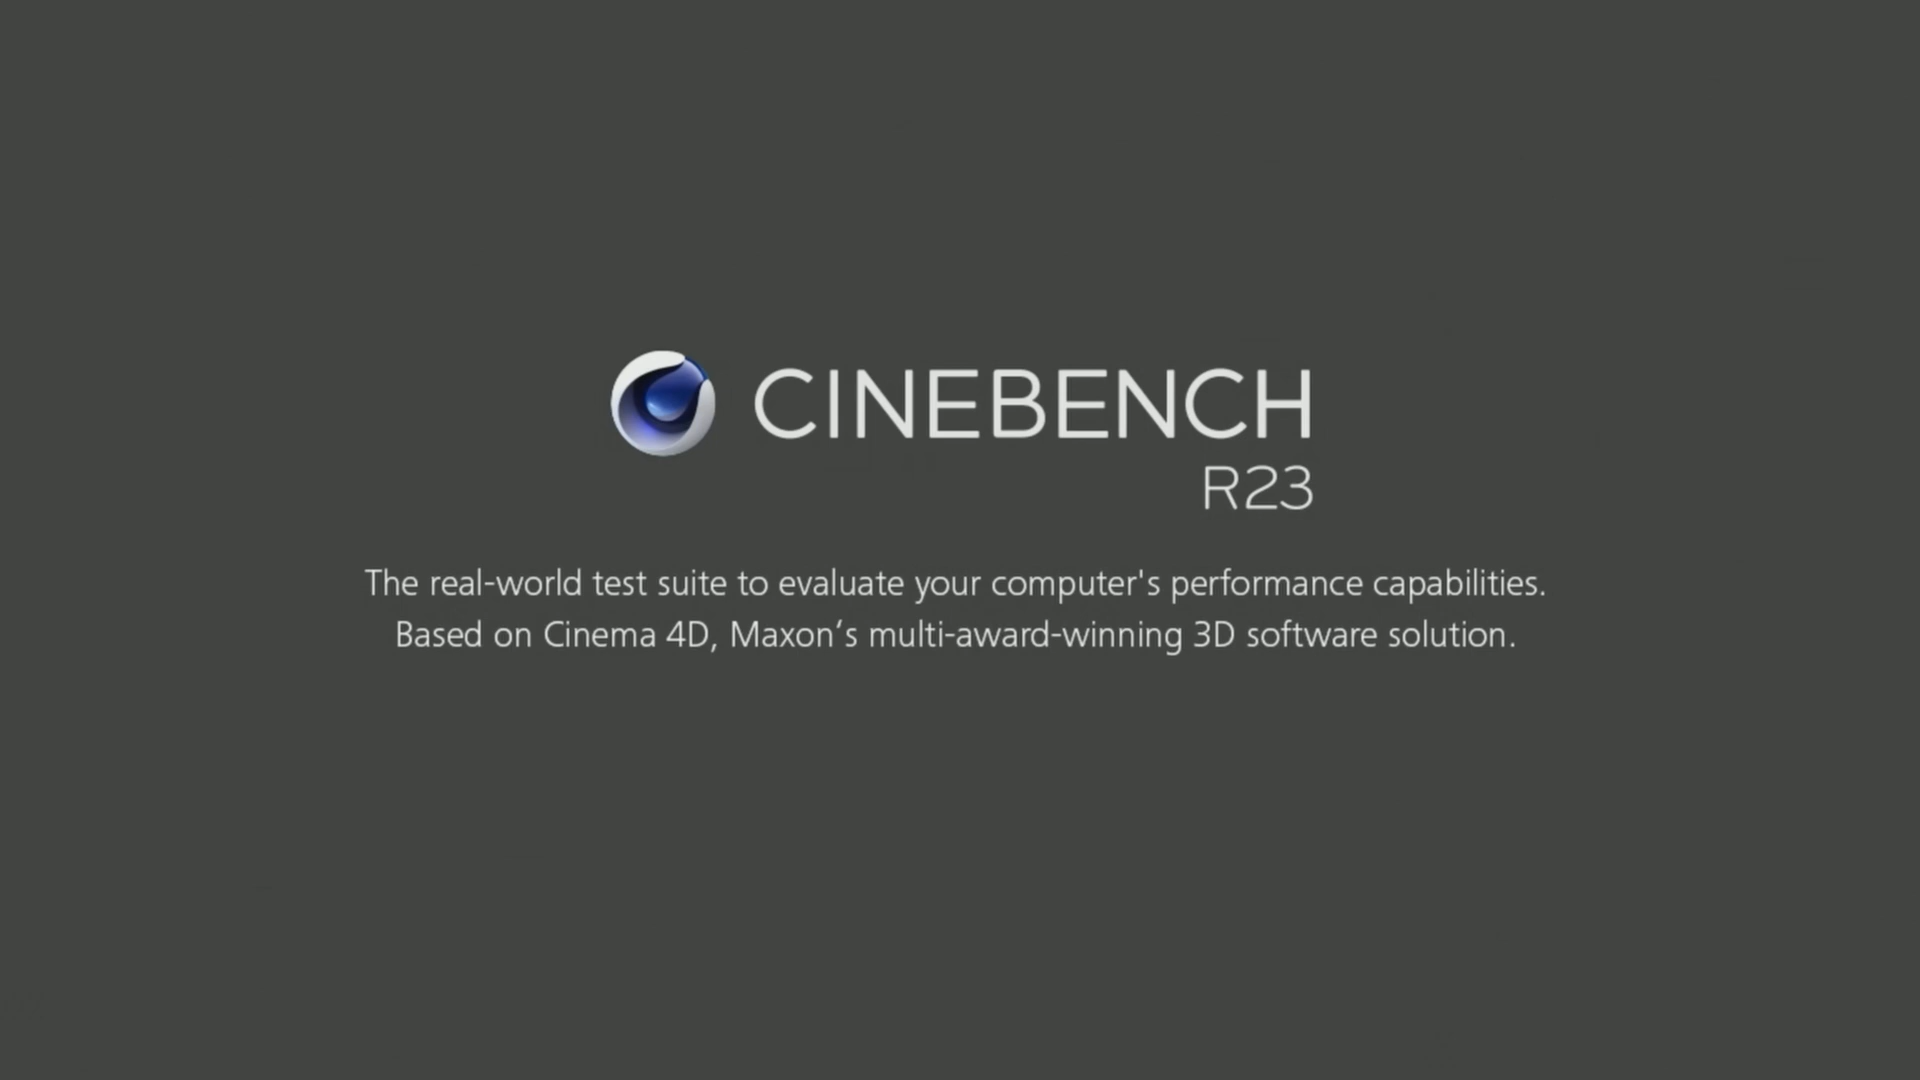 CINEBENCH
R23
The real-world test suite to evaluate your computer's performance capabilities.
Based on Cinema 4D, Maxon’s multi-award-winning 3D software solution.